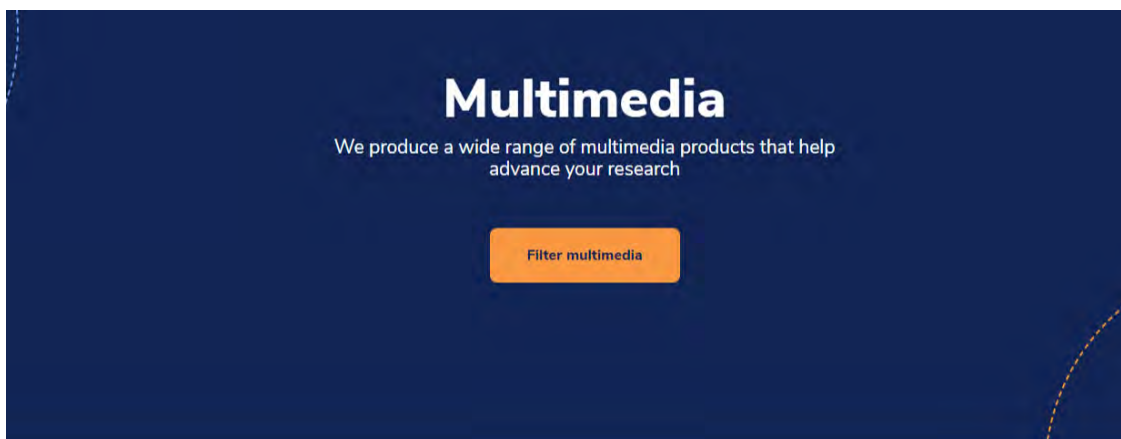 Multimedia
We produce a wide range of multimedia products that help
advance your research
Filter multimedia